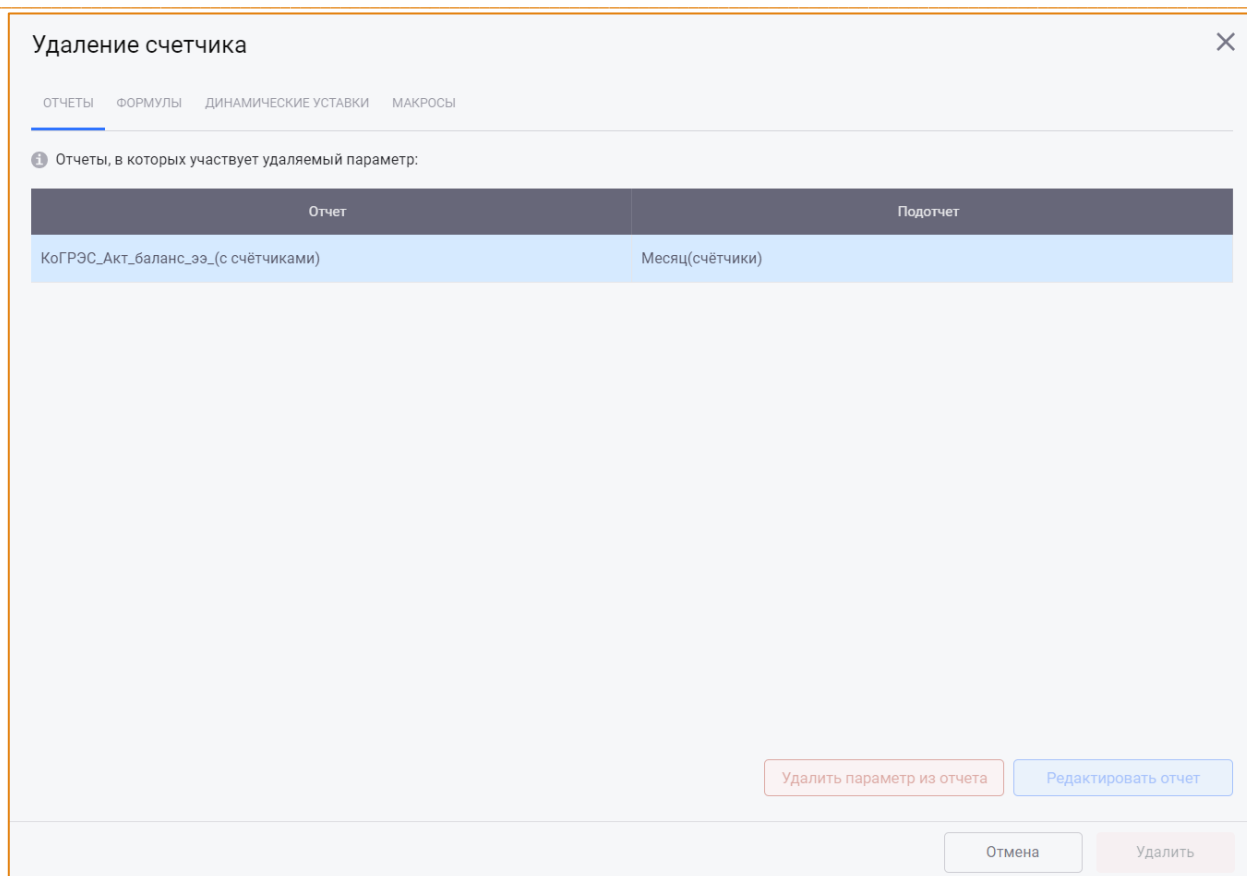 Удаление счетчика
ОТЧЕТЫ ФОРМУЛЫ ДИНАМИЧЕСКИЕ УСТАВКИ МАКРОСЫ
Отчеты, в которых участвует удаляемый параметр:
Отчет Подотчет
КоГРЭС_Акт_баланс_ээ_(с счётчиками) Месяц(счётчики)
Удалить параметр из отчета Редактировать отчет
Отмена Удалить